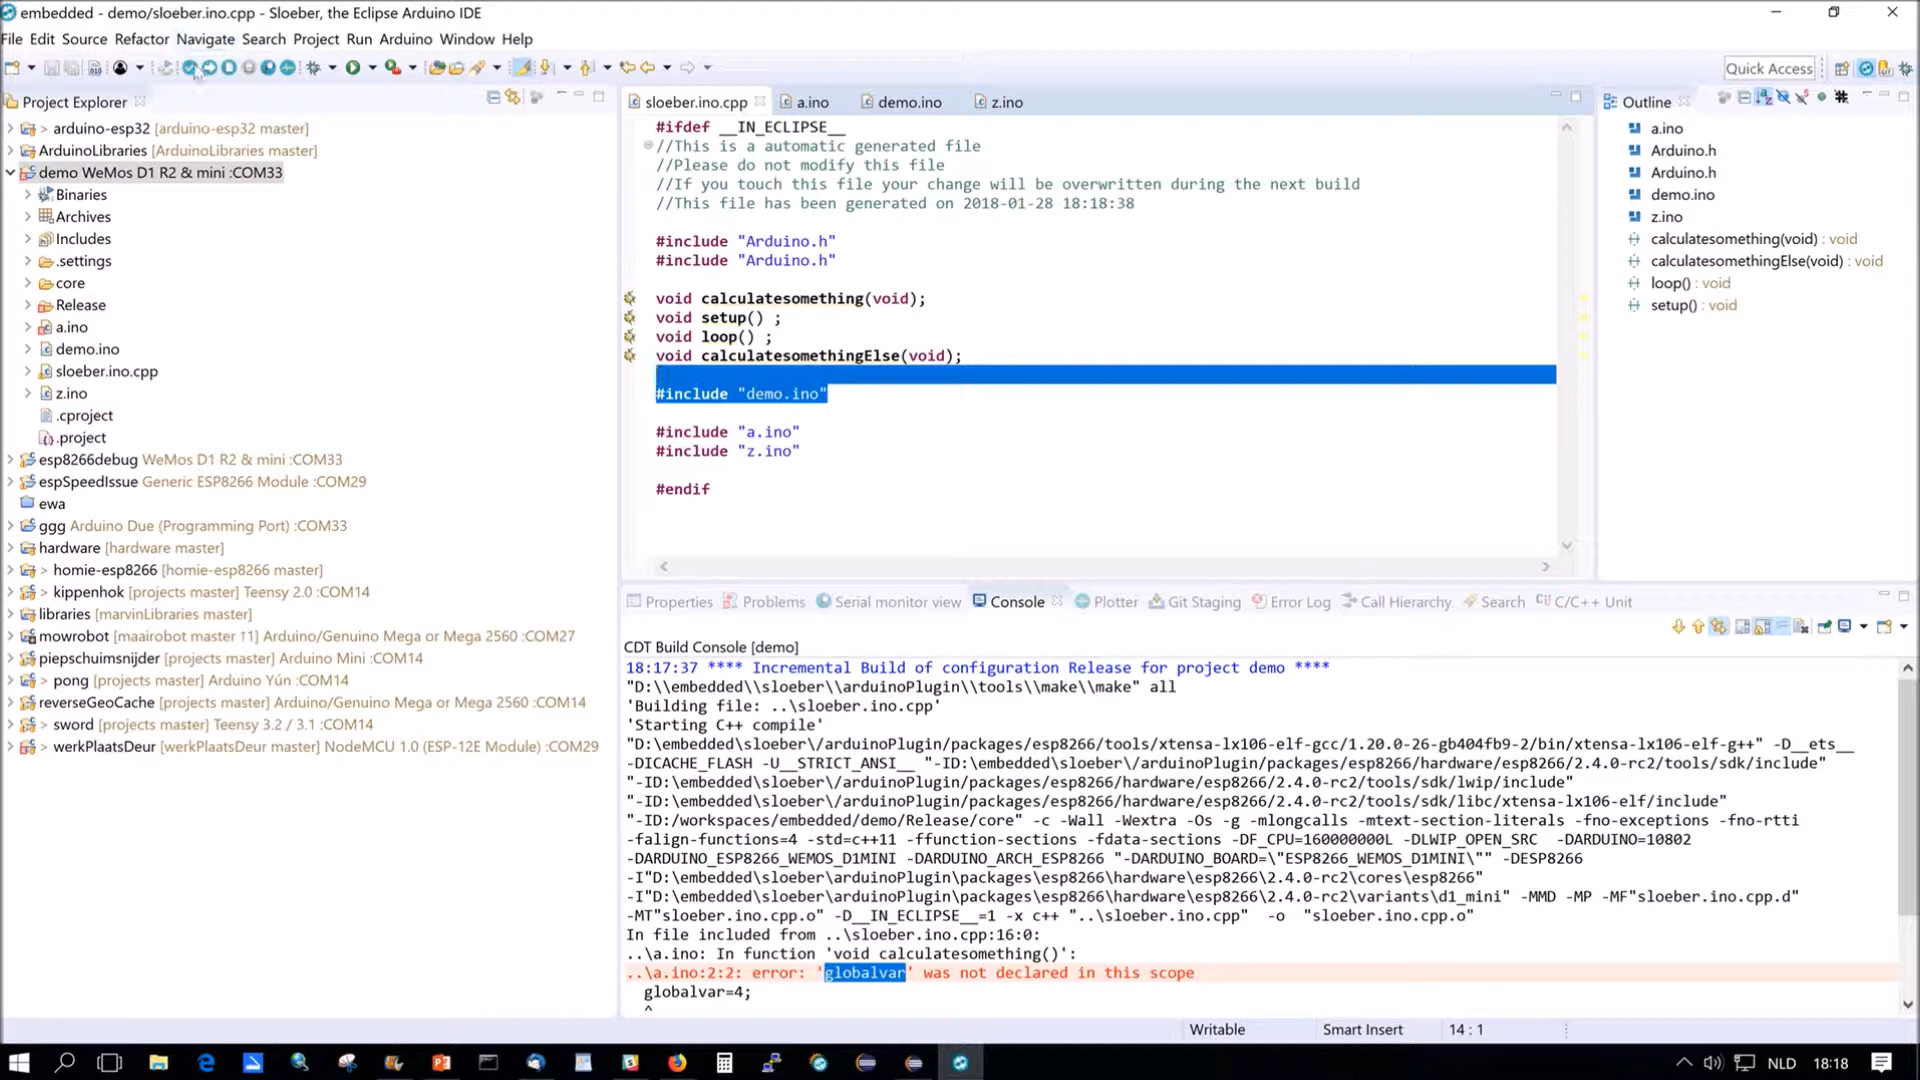 embedded - demo/sloeber.ino.cpp - Sloeber, the Eclipse Arduino IDE
File Edit Source Refactor Navigate Search Project Run Arduino Window Help
Quick Access
Project Explorer
> arduino-esp32 [arduino-esp32 master]
ArduinoLibraries [ArduinoLibraries master]
demo WeMos D1 R2 & mini :COM33
Binaries
Archives
Includes
.settings
core
Release
a.ino
demo.ino
sloeber.ino.cpp
z.ino
.cproject
.project
esp8266debug WeMos D1 R2 & mini :COM33
espSpeedIssue Generic ESP8266 Module :COM29
ewa
ggg Arduino Due (Programming Port) :COM33
hardware [hardware master]
> homie-esp8266 [homie-esp8266 master]
> kippenhok [projects master] Teensy 2.0 :COM14
libraries [marvinLibraries master]
mowrobot [maairobot master ↑1] Arduino/Genuino Mega or Mega 2560 :COM27
piepschuimsnijder [projects master] Arduino Mini :COM14
> pong [projects master] Arduino Yún :COM14
reverseGeoCache [projects master] Arduino/Genuino Mega or Mega 2560 :COM14
> sword [projects master] Teensy 3.2 / 3.1 :COM14
> werkPlaatsDeur [werkPlaatsDeur master] NodeMCU 1.0 (ESP-12E Module) :COM29
sloeber.ino.cpp a.ino demo.ino z.ino
#ifdef __IN_ECLIPSE__
//This is a automatic generated file
//Please do not modify this file
//If you touch this file your change will be overwritten during the next build
//This file has been generated on 2018-01-28 18:18:38
#include "Arduino.h"
#include "Arduino.h"
void calculatesomething(void);
void setup() ;
void loop() ;
void calculatesomethingElse(void);
#include "demo.ino"
#include "a.ino"
#include "z.ino"
#endif
Outline
a.ino
Arduino.h
Arduino.h
demo.ino
z.ino
calculatesomething(void) : void
calculatesomethingElse(void) : void
loop() : void
setup() : void
Properties Problems Serial monitor view Console Plotter Git Staging Error Log Call Hierarchy Search C/C++ Unit
CDT Build Console [demo]
18:17:37 **** Incremental Build of configuration Release for project demo ****
"D:\\embedded\\sloeber\\arduinoPlugin\\tools\\make\\make" all
'Building file: ..\sloeber.ino.cpp'
'Starting C++ compile'
"D:\embedded\sloeber\/arduinoPlugin/packages/esp8266/tools/xtensa-lx106-elf-gcc/1.20.0-26-gb404fb9-2/bin/xtensa-lx106-elf-g++" -D__ets__
-DICACHE_FLASH -U__STRICT_ANSI__ "-ID:\embedded\sloeber\/arduinoPlugin/packages/esp8266/hardware/esp8266/2.4.0-rc2/tools/sdk/include"
"-ID:\embedded\sloeber\/arduinoPlugin/packages/esp8266/hardware/esp8266/2.4.0-rc2/tools/sdk/lwip/include"
"-ID:\embedded\sloeber\/arduinoPlugin/packages/esp8266/hardware/esp8266/2.4.0-rc2/tools/sdk/libc/xtensa-lx106-elf/include"
"-ID:/workspaces/embedded/demo/Release/core" -c -Wall -Wextra -Os -g -mlongcalls -mtext-section-literals -fno-exceptions -fno-rtti
-falign-functions=4 -std=c++11 -ffunction-sections -fdata-sections -DF_CPU=160000000L -DLWIP_OPEN_SRC -DARDUINO=10802
-DARDUINO_ESP8266_WEMOS_D1MINI -DARDUINO_ARCH_ESP8266 "-DARDUINO_BOARD=\"ESP8266_WEMOS_D1MINI\"" -DESP8266
-I"D:\embedded\sloeber\arduinoPlugin\packages\esp8266\hardware\esp8266\2.4.0-rc2\cores\esp8266"
-I"D:\embedded\sloeber\arduinoPlugin\packages\esp8266\hardware\esp8266\2.4.0-rc2\variants\d1_mini" -MMD -MP -MF"sloeber.ino.cpp.d"
-MT"sloeber.ino.cpp.o" -D__IN_ECLIPSE__=1 -x c++ "..\sloeber.ino.cpp" -o "sloeber.ino.cpp.o"
In file included from ..\sloeber.ino.cpp:16:0:
..\a.ino: In function 'void calculatesomething()':
..\a.ino:2:2: error: 'globalvar' was not declared in this scope
globalvar=4;
^
Writable Smart Insert 14 : 1
NLD 18:18